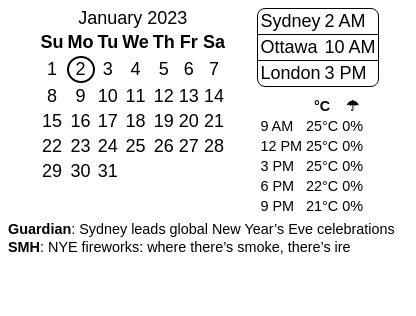 January 2023
Su Mo Tu We Th Fr Sa
1 2 3 4 5 6 7
8 9 10 11 12 13 14
15 16 17 18 19 20 21
22 23 24 25 26 27 28
29 30 31
Sydney 2 AM
Ottawa 10 AM
London 3 PM
°C ☂
9 AM 25°C 0%
12 PM 25°C 0%
3 PM 25°C 0%
6 PM 22°C 0%
9 PM 21°C 0%
Guardian: Sydney leads global New Year’s Eve celebrations
SMH: NYE fireworks: where there’s smoke, there’s ire